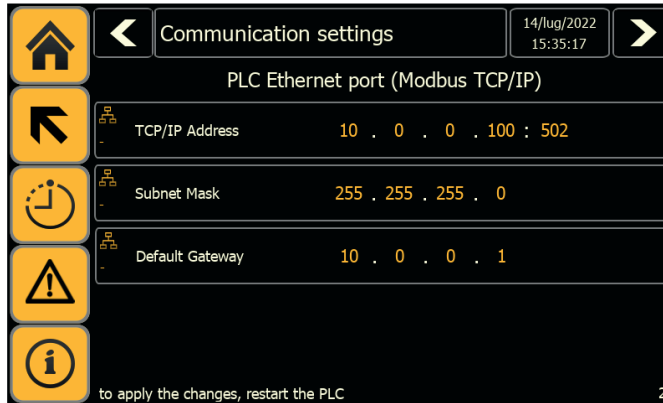 Communication settings
14/lug/2022
15:35:17
PLC Ethernet port (Modbus TCP/IP)
TCP/IP Address 10 . 0 . 0 . 100 : 502
-
Subnet Mask 255 . 255 . 255 . 0
-
Default Gateway 10 . 0 . 0 . 1
-
i
to apply the changes, restart the PLC